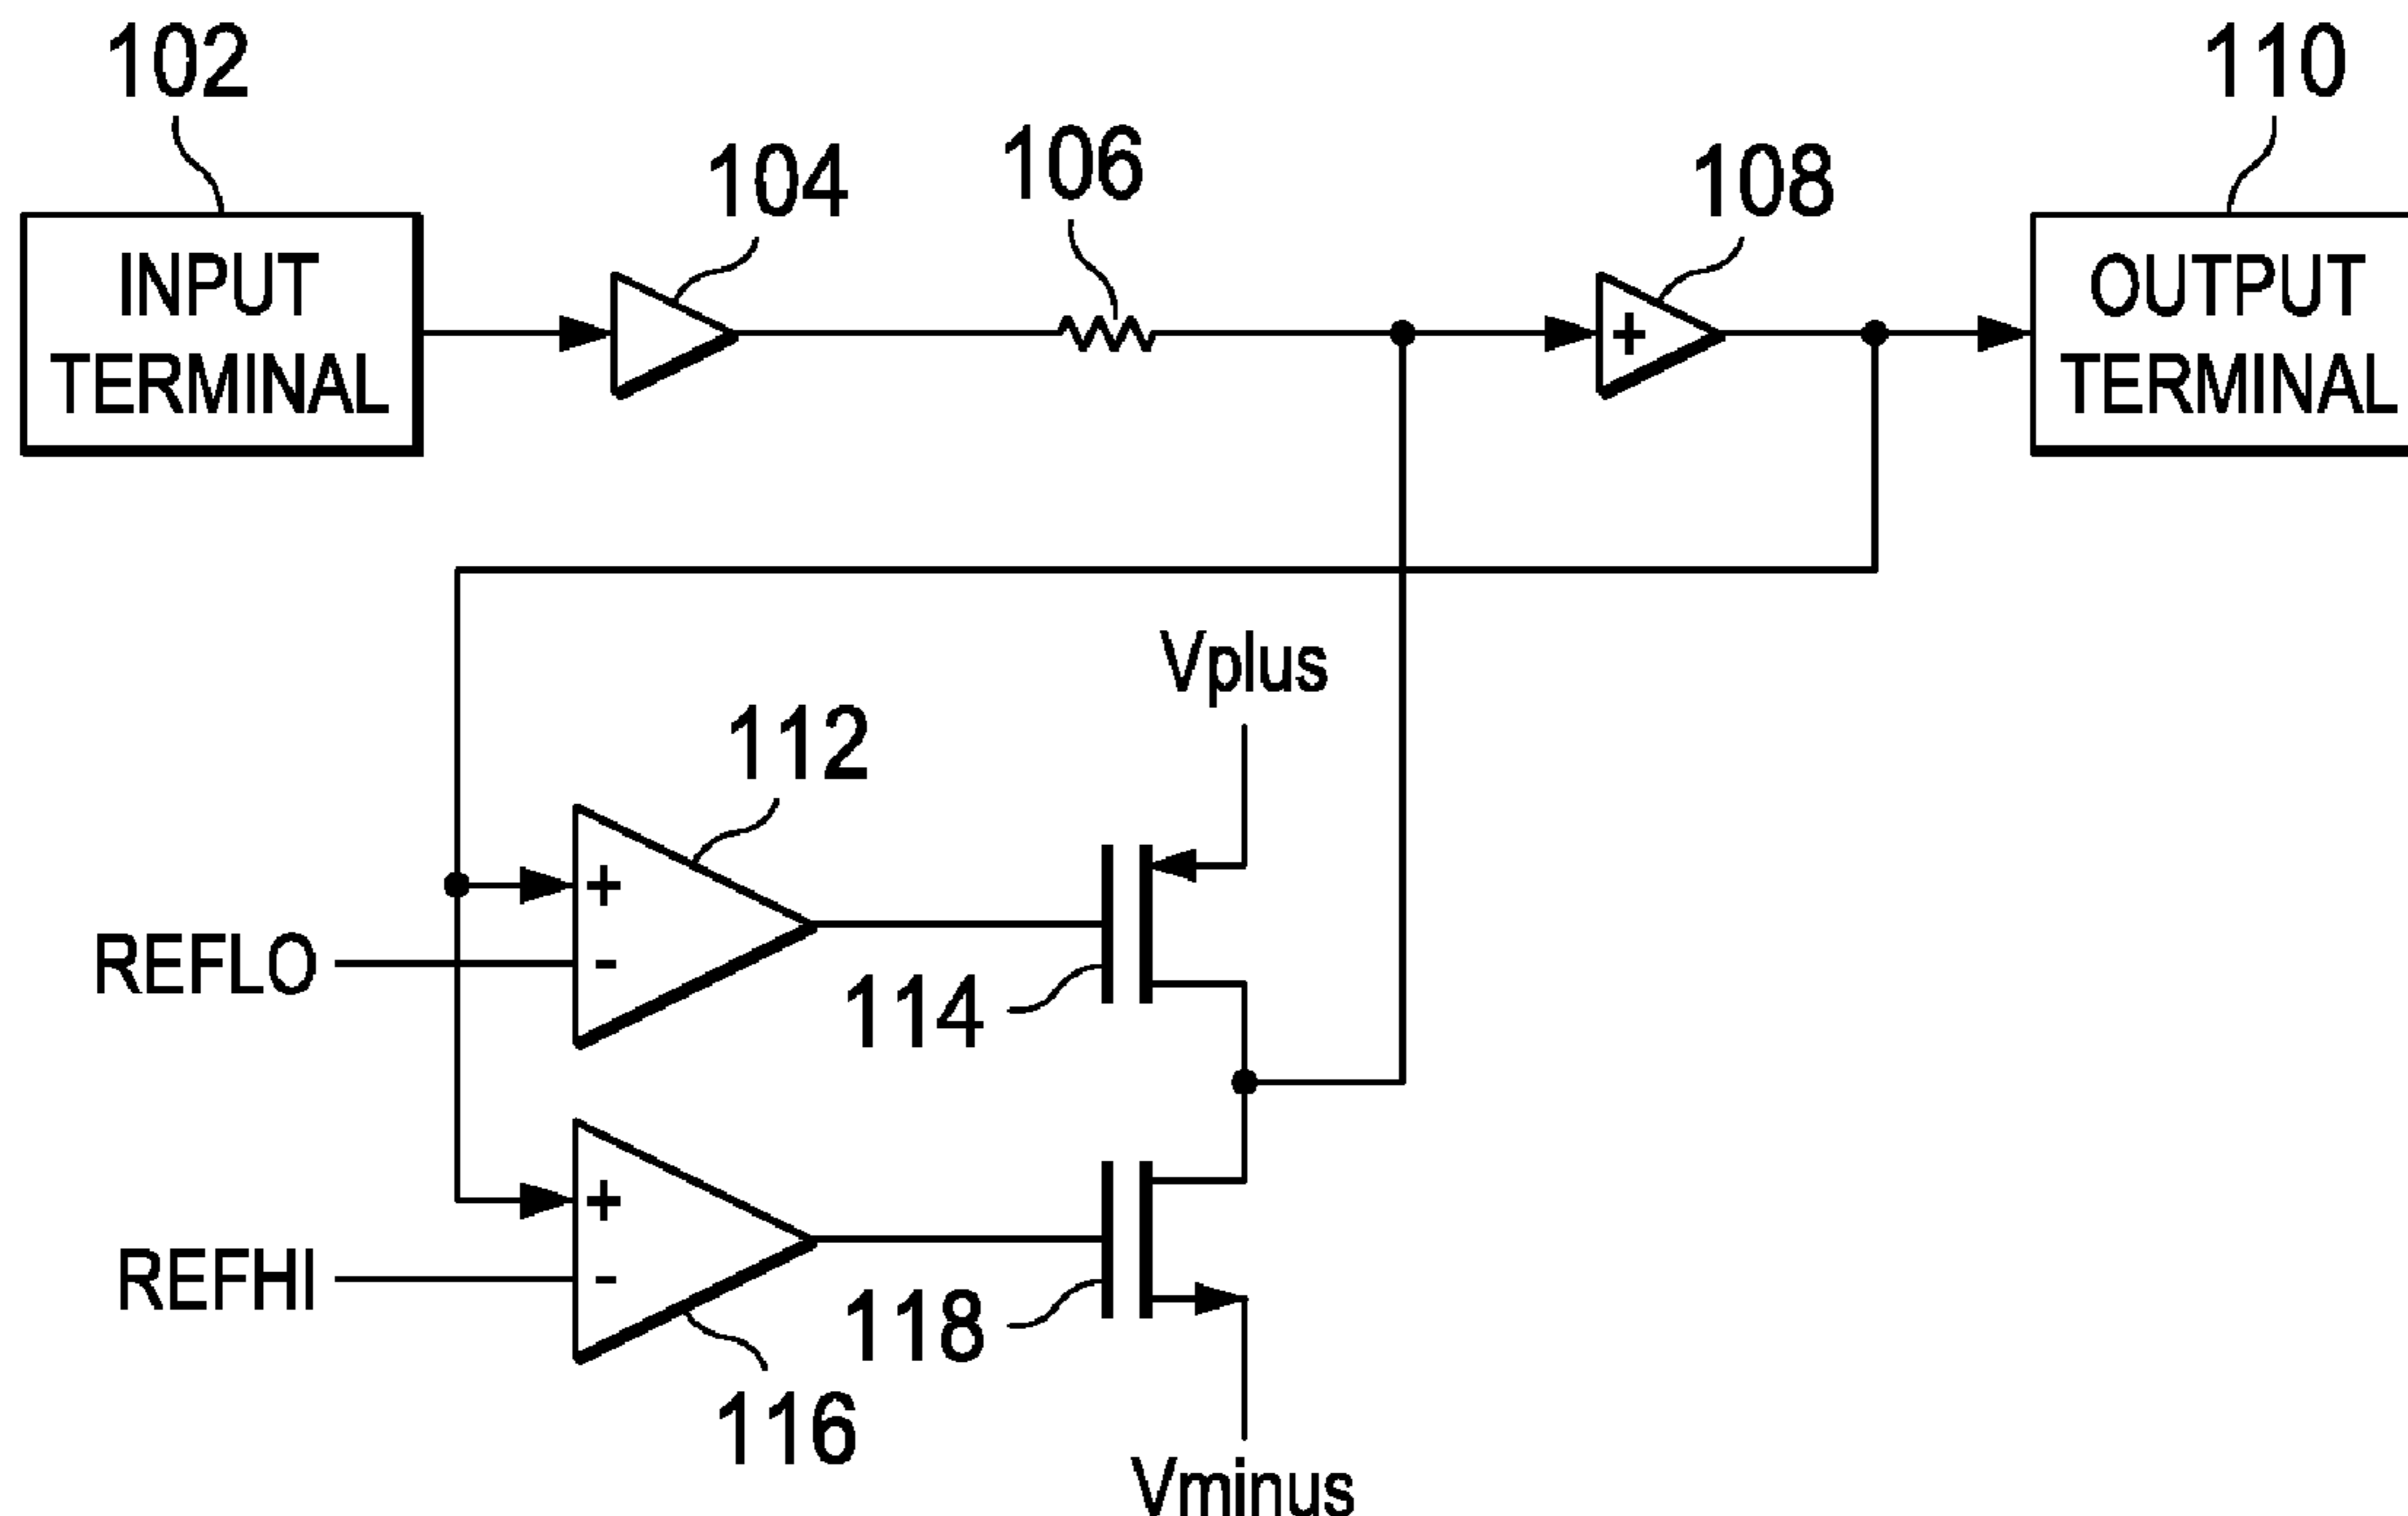 102
110
104
106
108
INPUT
TERMINAL
+
OUTPUT
TERMINAL
Vplus
112
+
REFLO
-
114
+
REFHI
-
118
116
Vminus